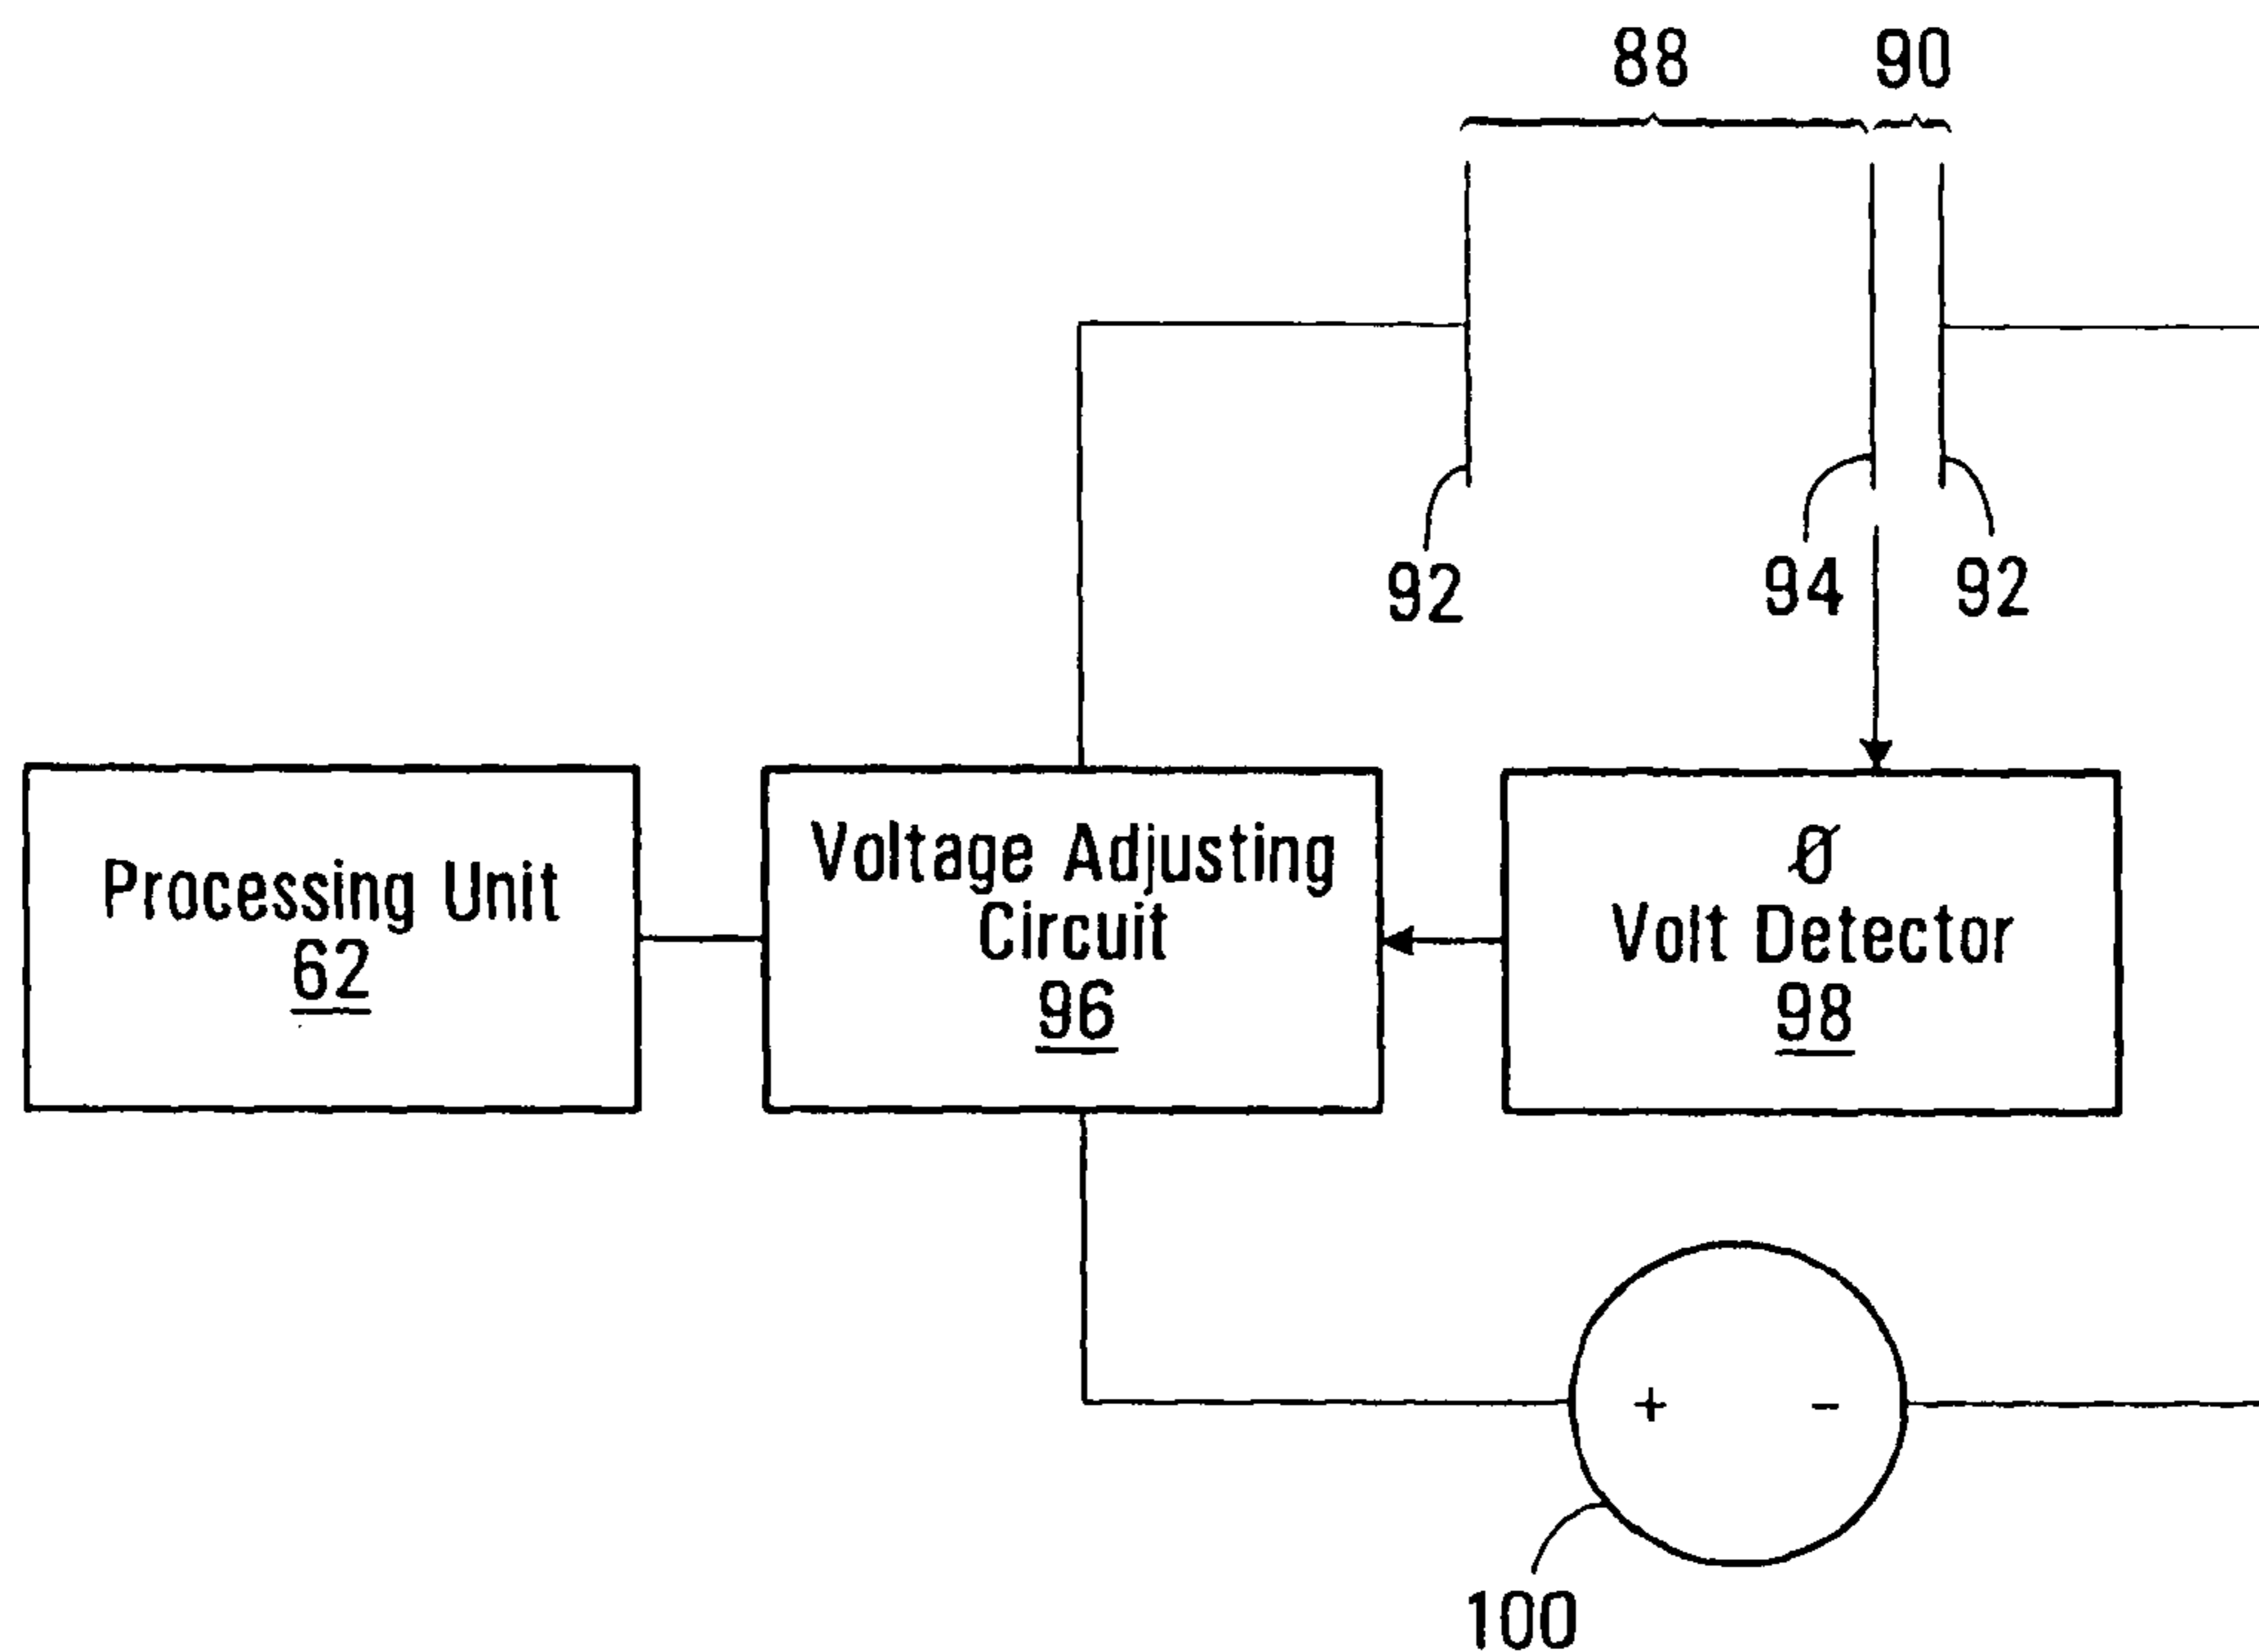 88 90
92 94 92
Processing Unit
62
Voltage Adjusting
Circuit
96
Ø
Volt Detector
98
+ -
100